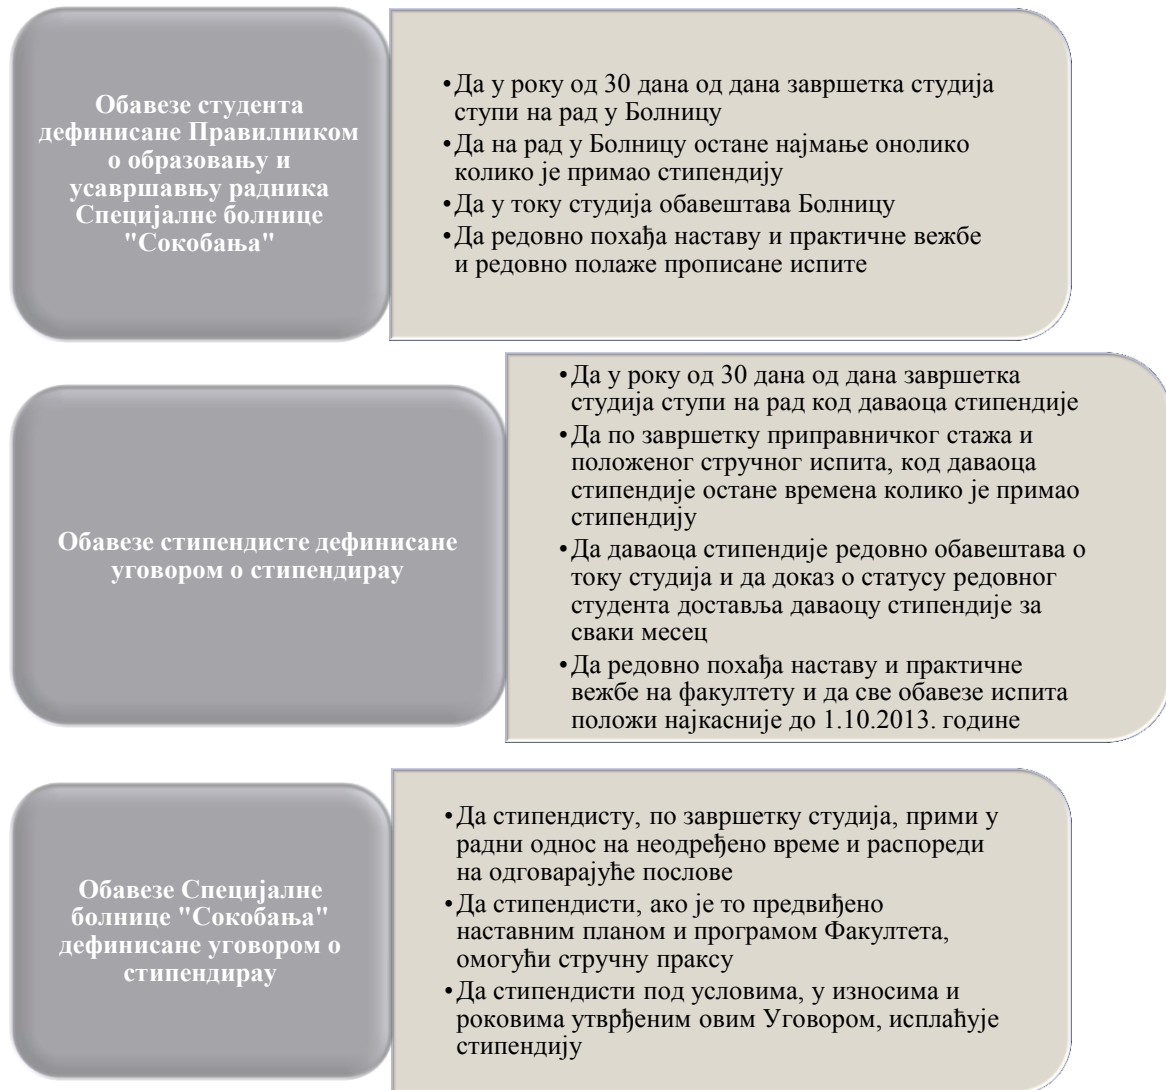 Обавезе студента
дефинисане Правилником
о образовању и
усавршавњу радника
Специјалне болнице
"Сокобања"
•Да у року од 30 дана од дана завршетка студија
ступи на рад у Болницу
•Да на рад у Болницу остане најмање онолико
колико је примао стипендију
•Да у току студија обавештава Болницу
•Да редовно похађа наставу и практичне вежбе
и редовно полаже прописане испите
Обавезе стипендисте дефинисане
уговором о стипендирау
•Да у року од 30 дана од дана завршетка
студија ступи на рад код даваоца стипендије
•Да по завршетку приправничког стажа и
положеног стручног испита, код даваоца
стипендије остане времена колико је примао
стипендију
•Да даваоца стипендије редовно обавештава о
току студија и да доказ о статусу редовног
студента доставља даваоцу стипендије за
сваки месец
•Да редовно похађа наставу и практичне
вежбе на факултету и да све обавезе испита
положи најкасније до 1.10.2013. године
Обавезе Специјалне
болнице "Сокобања"
дефинисане уговором о
стипендирау
•Да стипендисту, по завршетку студија, прими у
радни однос на неодређено време и распореди
на одговарајуће послове
•Да стипендисти, ако је то предвиђено
наставним планом и програмом Факултета,
омогући стручну праксу
•Да стипендисти под условима, у износима и
роковима утврђеним овим Уговором, исплаћује
стипендију